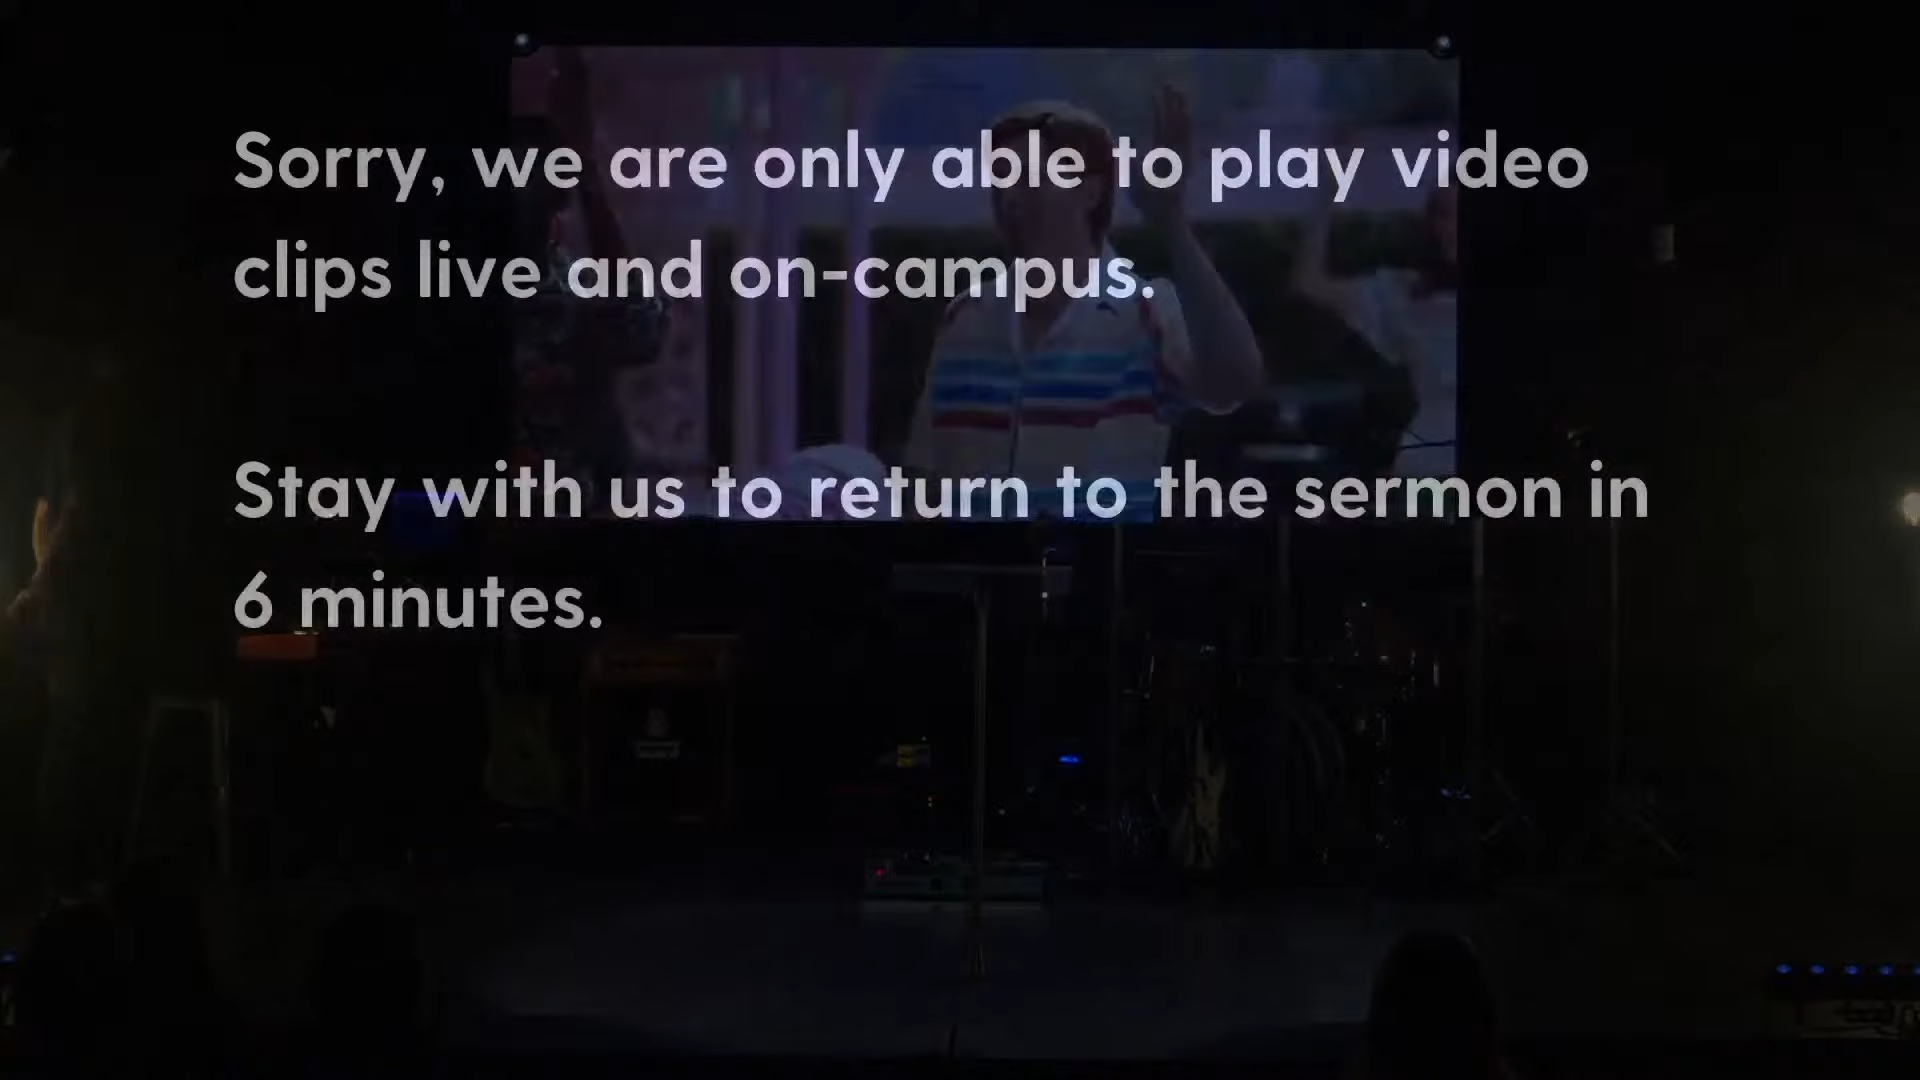 Sorry, we are only able to play video
clips live and on-campus.
Stay with us to return to the sermon in
6 minutes.